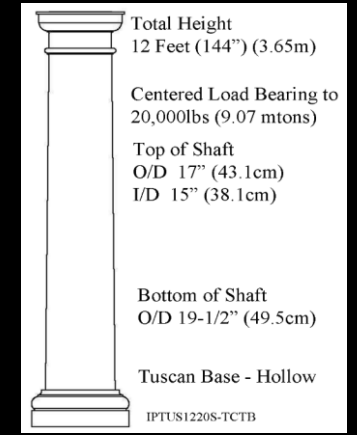 Total Height
12 Feet (144”) (3.65m)
Centered Load Bearing to
20,000lbs (9.07 mtons)
Top of Shaft
O/D 17” (43.1cm)
I/D 15” (38.1cm)
Bottom of Shaft
O/D 19-1/2” (49.5cm)
Tuscan Base - Hollow
IPTUS1220S-TCTB